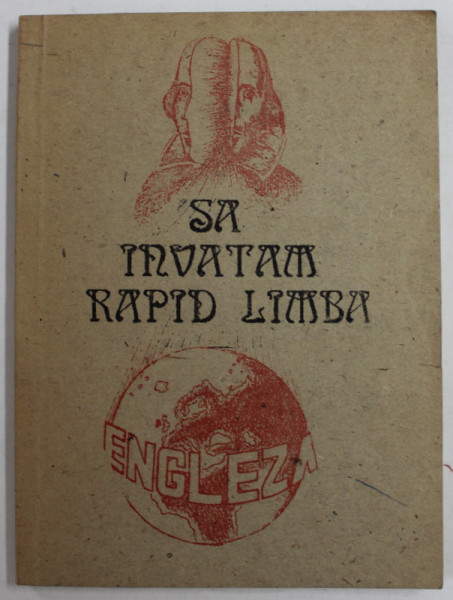 SA
INVATAM
RAPID LIMBA
ENGLEZA